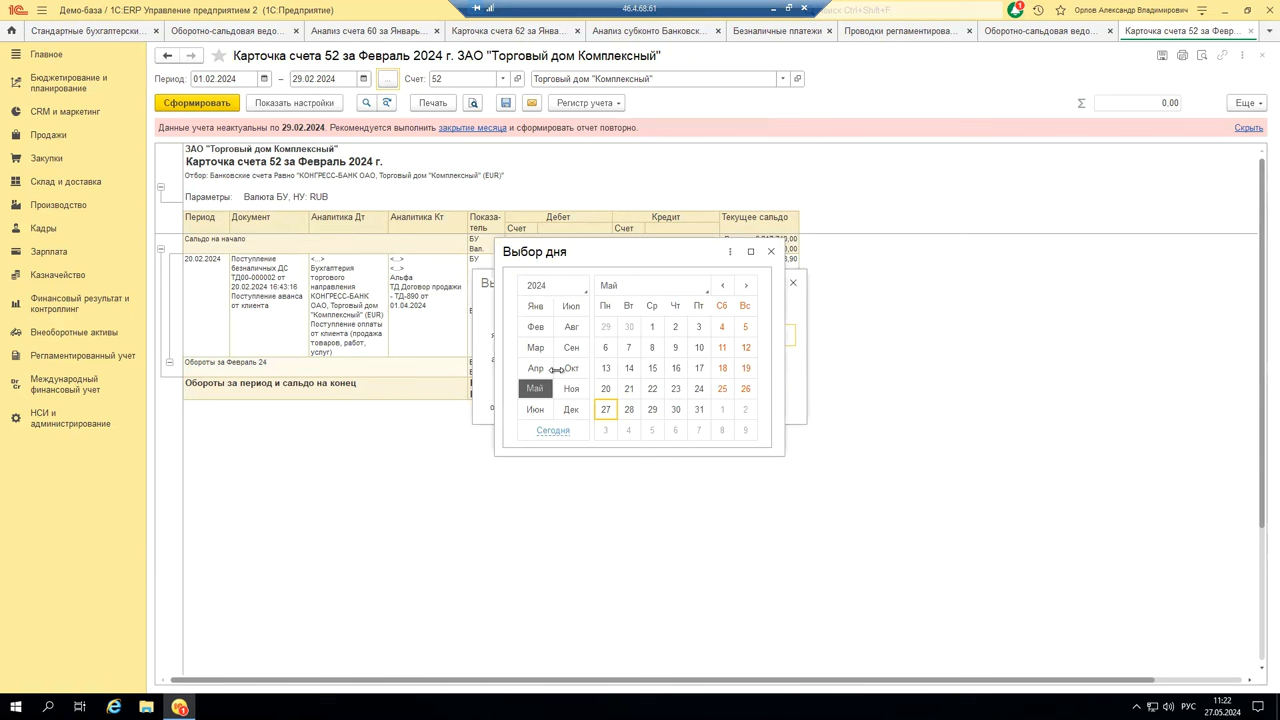 Демо-база / 1С:ERP Управление предприятием 2 (1С:Предприятие)
46.4.68.61
поиск Ctrl+Shift+F
1
Орлов Александр Владимирович
Стандартные бухгалтерски...
Оборотно-сальдовая ведо...
Анализ счета 60 за Январь...
Карточка счета 62 за Янва...
Анализ субконто Банковск...
Безналичные платежи
Проводки регламентирова...
Оборотно-сальдовая ведо...
Карточка счета 52 за Февр...
Главное
Бюджетирование и
планирование
CRM и маркетинг
Продажи
Закупки
Склад и доставка
Производство
Кадры
Зарплата
Казначейство
Финансовый результат и
контроллинг
Внеоборотные активы
Регламентированный учет
Международный
финансовый учет
НСИ и
администрирование
Карточка счета 52 за Февраль 2024 г. ЗАО "Торговый дом Комплексный"
Период: 01.02.2024 – 29.02.2024 ... Счет: 52 Торговый дом "Комплексный"
Сформировать Показать настройки Печать Регистр учета Σ 0,00 Еще
Данные учета неактуальны по 29.02.2024. Рекомендуется выполнить закрытие месяца и сформировать отчет повторно. Скрыть
ЗАО "Торговый дом Комплексный"
Карточка счета 52 за Февраль 2024 г.
Отбор: Банковские счета Равно "КОНГРЕСС-БАНК ОАО, Торговый дом "Комплексный" (EUR)"
Параметры: Валюта БУ, НУ: RUB
Период Документ Аналитика Дт Аналитика Кт Показа- Дебет Кредит Текущее сальдо
тель Счет Счет
Сальдо на начало БУ
Вал.
20.02.2024 Поступление <...> <...> БУ
безналичных ДС Бухгалтерия <...>
ТД00-000002 от торгового Альфа
20.02.2024 16:43:16 направления ТД Договор продажи
Поступление аванса КОНГРЕСС-БАНК - ТД-890 от
от клиента ОАО, Торговый дом 01.04.2024
"Комплексный" (EUR)
Поступление оплаты
от клиента (продажа
товаров, работ,
услуг)
Обороты за Февраль 24
Обороты за период и сальдо на конец
Выбор дня
2024 Май
Янв Июл Пн Вт Ср Чт Пт Сб Вс
Фев Авг 29 30 1 2 3 4 5
Мар Сен 6 7 8 9 10 11 12
Апр Окт 13 14 15 16 17 18 19
Май Ноя 20 21 22 23 24 25 26
Июн Дек 27 28 29 30 31 1 2
Сегодня 3 4 5 6 7 8 9
РУС
11:22
27.05.2024